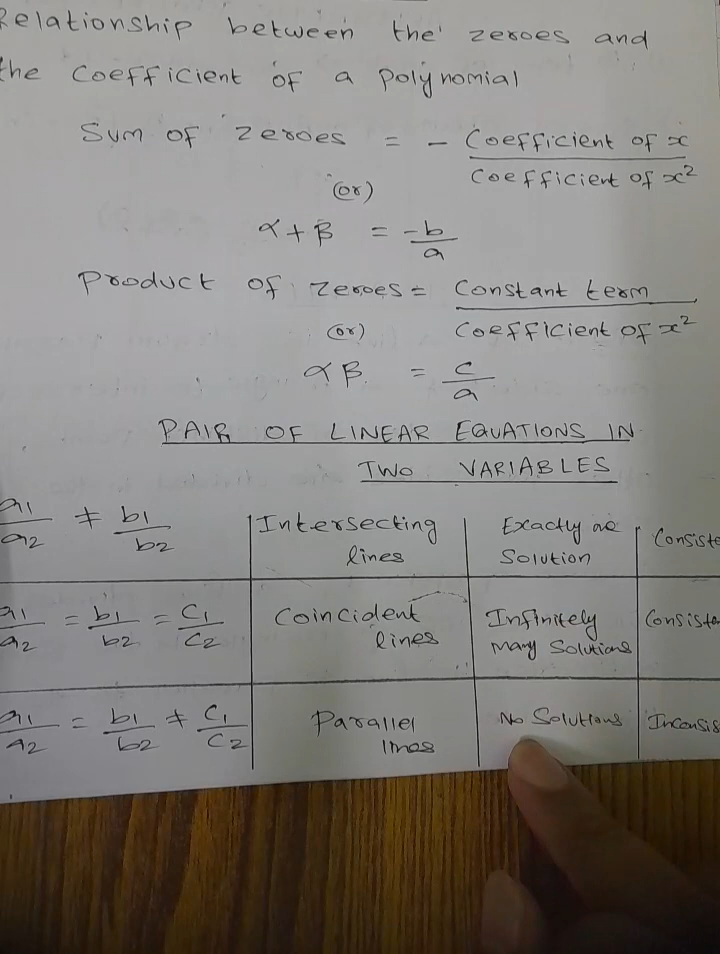 Relationship between the zeroes and
the coefficient of a polynomial
Sum of zeroes = - Coefficient of x / Coefficient of x²
(or)
α + β = -b/a
Product of zeroes = Constant term / Coefficient of x²
(or)
αβ = c/a
PAIR OF LINEAR EQUATIONS IN
TWO VARIABLES
a1/a2 ≠ b1/b2 Intersecting lines Exactly one Solution Consiste
a1/a2 = b1/b2 = C1/C2 Coincident lines Infinitely many Solutions Consiste
a1/a2 = b1/b2 ≠ C1/C2 Parallel lines No Solutions Inconsis